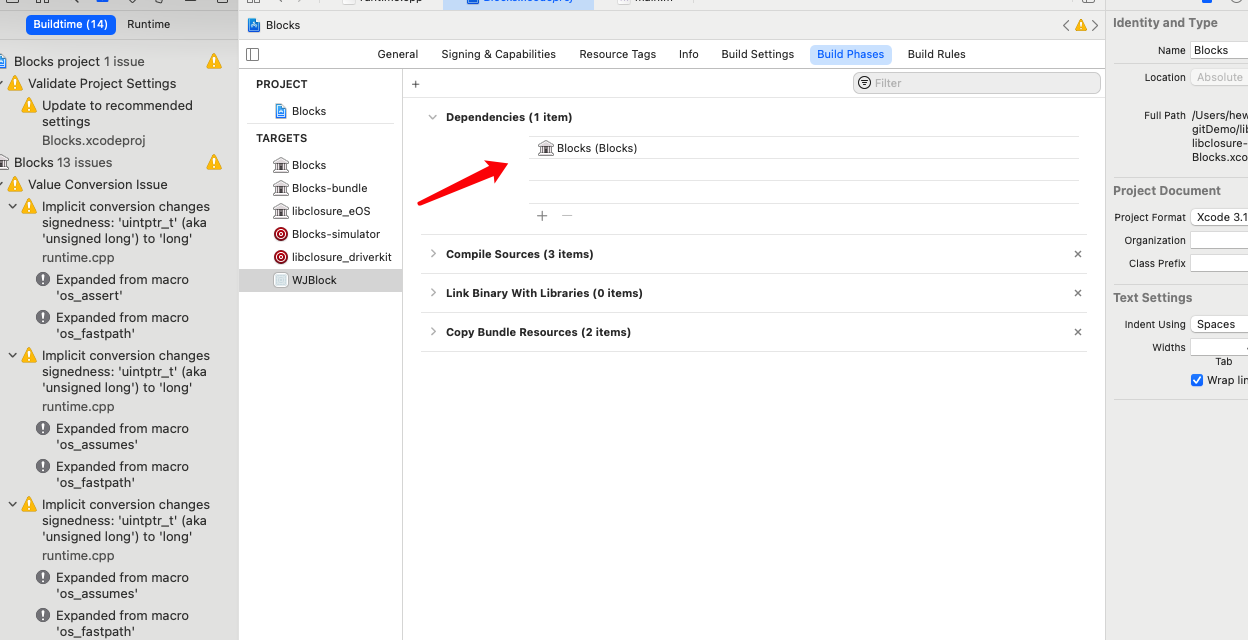 runtime.cpp
Blocks.xcodeproj
main.m
Buildtime (14)
Runtime
Blocks project 1 issue
Validate Project Settings
Update to recommended
settings
Blocks.xcodeproj
Blocks 13 issues
Value Conversion Issue
Implicit conversion changes
signedness: 'uintptr_t' (aka
'unsigned long') to 'long'
runtime.cpp
Expanded from macro
'os_assert'
Expanded from macro
'os_fastpath'
Implicit conversion changes
signedness: 'uintptr_t' (aka
'unsigned long') to 'long'
runtime.cpp
Expanded from macro
'os_assumes'
Expanded from macro
'os_fastpath'
Implicit conversion changes
signedness: 'uintptr_t' (aka
'unsigned long') to 'long'
runtime.cpp
Expanded from macro
'os_assumes'
Expanded from macro
'os_fastpath'
Blocks
General
Signing & Capabilities
Resource Tags
Info
Build Settings
Build Phases
Build Rules
PROJECT
Blocks
TARGETS
Blocks
Blocks-bundle
libclosure_eOS
Blocks-simulator
libclosure_driverkit
WJBlock
Filter
Dependencies (1 item)
Blocks (Blocks)
Compile Sources (3 items)
Link Binary With Libraries (0 items)
Copy Bundle Resources (2 items)
Identity and Type
Name Blocks
Location Absolute
Full Path /Users/hew
gitDemo/lib
libclosure-
Blocks.xco
Project Document
Project Format Xcode 3.1
Organization
Class Prefix
Text Settings
Indent Using Spaces
Widths
Tab
Wrap lin